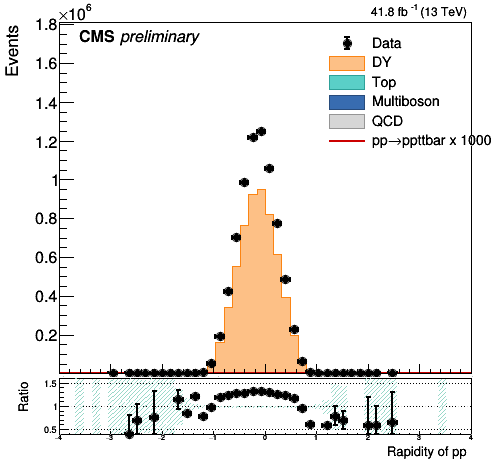 ×10^6
41.8 fb⁻¹ (13 TeV)
CMS preliminary
Events
1.8
1.6
1.4
1.2
1
0.8
0.6
0.4
0.2
Data
DY
Top
Multiboson
QCD
pp→ppttbar x 1000
Ratio
1.5
1
0.5
-4 -3 -2 -1 0 1 2 3 4
Rapidity of pp